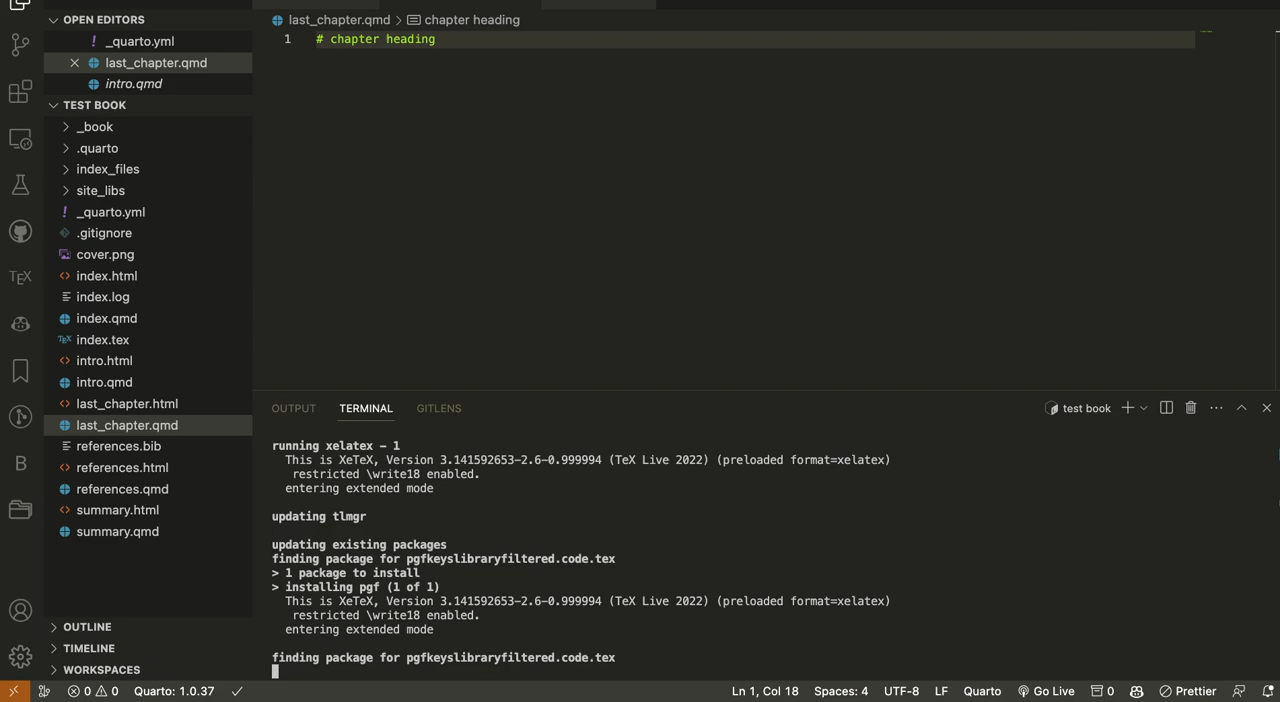 OPEN EDITORS
! _quarto.yml
last_chapter.qmd
intro.qmd
TEST BOOK
_book
.quarto
index_files
site_libs
! _quarto.yml
.gitignore
cover.png
index.html
index.log
index.qmd
TEX index.tex
intro.html
intro.qmd
last_chapter.html
last_chapter.qmd
references.bib
references.html
references.qmd
summary.html
summary.qmd
OUTLINE
TIMELINE
WORKSPACES
TEX
B
last_chapter.qmd > chapter heading
1 # chapter heading
OUTPUT TERMINAL GITLENS
test book
running xelatex - 1
This is XeTeX, Version 3.141592653-2.6-0.999994 (TeX Live 2022) (preloaded format=xelatex)
restricted \write18 enabled.
entering extended mode
updating tlmgr
updating existing packages
finding package for pgfkeyslibraryfiltered.code.tex
> 1 package to install
> installing pgf (1 of 1)
This is XeTeX, Version 3.141592653-2.6-0.999994 (TeX Live 2022) (preloaded format=xelatex)
restricted \write18 enabled.
entering extended mode
finding package for pgfkeyslibraryfiltered.code.tex
0 0 Quarto: 1.0.37 Ln 1, Col 18 Spaces: 4 UTF-8 LF Quarto Go Live 0 Prettier